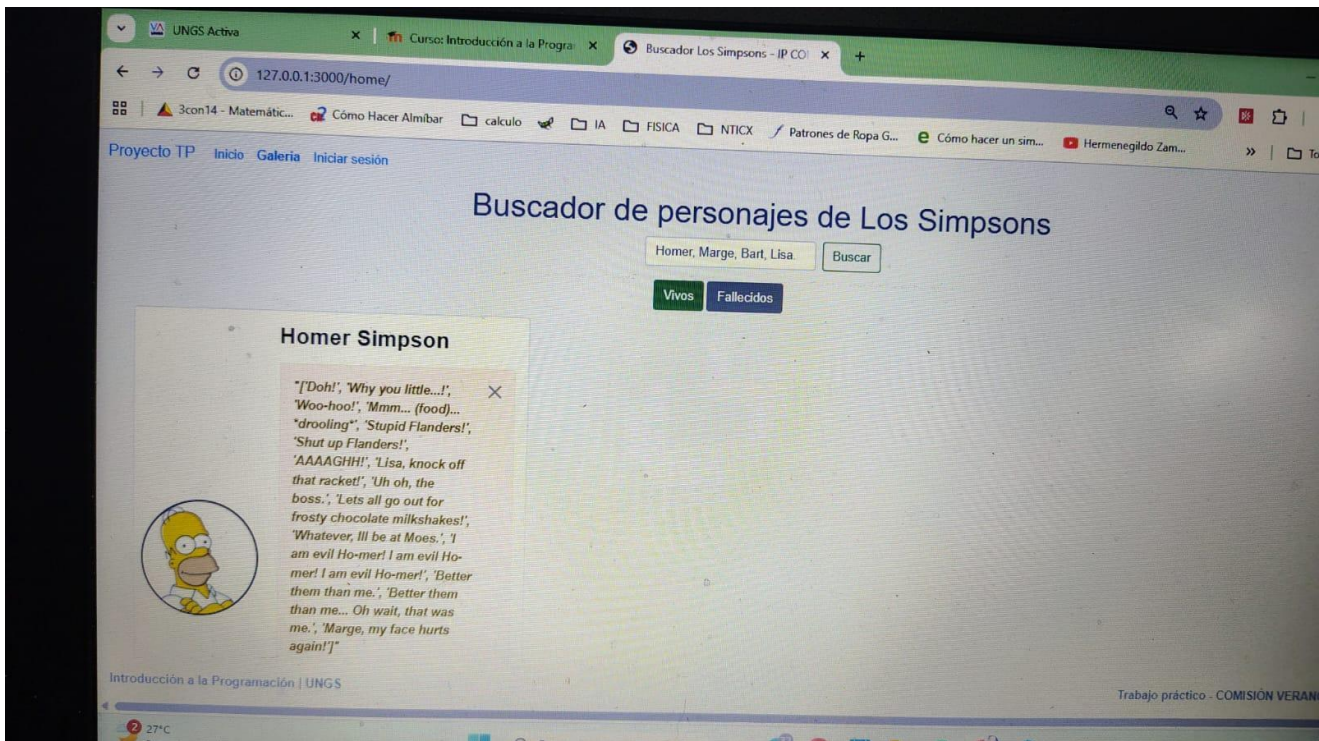 UNGS Activa
Curso: Introducción a la Progra
Buscador Los Simpsons - IP CO
127.0.0.1:3000/home/
3con14 - Matemátic...
Cómo Hacer Almíbar
calculo
IA
FISICA
NTICX
Patrones de Ropa G...
Cómo hacer un sim...
Hermenegildo Zam...
To
Proyecto TP Inicio Galeria Iniciar sesión
Buscador de personajes de Los Simpsons
Homer, Marge, Bart, Lisa. Buscar
Vivos Fallecidos
Homer Simpson
"['Doh!', 'Why you little...!',
'Woo-hoo!', 'Mmm... (food)...
*drooling*', 'Stupid Flanders!',
'Shut up Flanders!',
'AAAAGHH!', 'Lisa, knock off
that racket!', 'Uh oh, the
boss.', 'Lets all go out for
frosty chocolate milkshakes!',
'Whatever, Ill be at Moes.', 'I
am evil Ho-mer! I am evil Ho-
mer! I am evil Ho-mer!', 'Better
them than me.', 'Better them
than me... Oh wait, that was
me.', 'Marge, my face hurts
again!']"
Introducción a la Programación | UNGS
Trabajo práctico - COMISIÓN VERAN
2 27°C